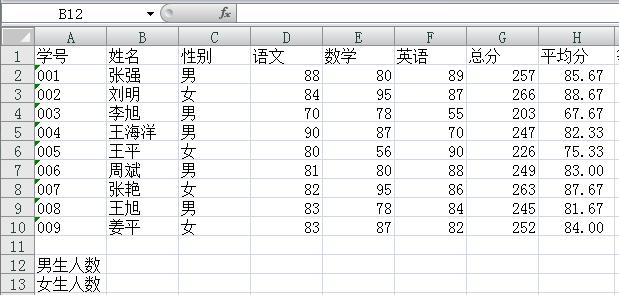 B12 fx
A B C D E F G H
1 学号 姓名 性别 语文 数学 英语 总分 平均分
2 001 张强 男 88 80 89 257 85.67
3 002 刘明 女 84 95 87 266 88.67
4 003 李旭 男 70 78 55 203 67.67
5 004 王海洋 男 90 87 70 247 82.33
6 005 王平 女 80 56 90 226 75.33
7 006 周斌 男 81 80 88 249 83.00
8 007 张艳 女 82 95 86 263 87.67
9 008 王旭 男 83 78 84 245 81.67
10 009 姜平 女 83 87 82 252 84.00
11
12 男生人数
13 女生人数